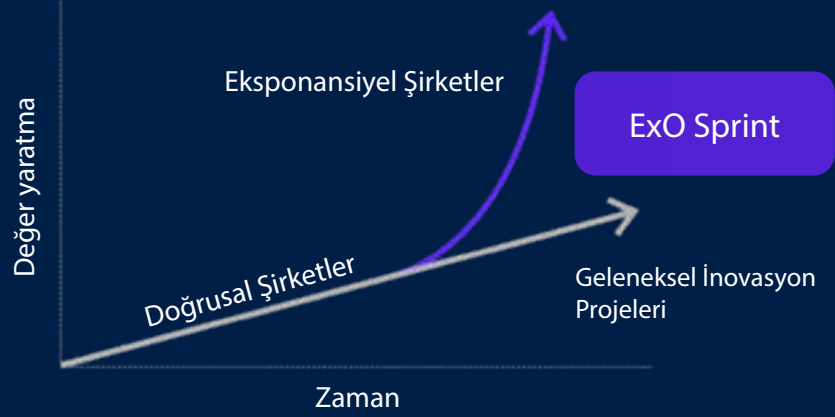 Eksponansiyel Şirketler
ExO Sprint
Değer yaratma
Doğrusal Şirketler
Geleneksel İnovasyon
Projeleri
Zaman